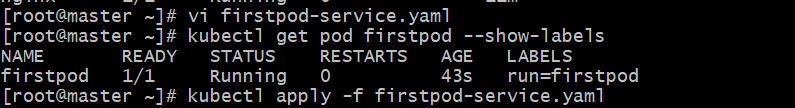 [root@master ~]# vi firstpod-service.yaml
[root@master ~]# kubectl get pod firstpod --show-labels
NAME       READY   STATUS    RESTARTS   AGE   LABELS
firstpod   1/1     Running   0          43s   run=firstpod
[root@master ~]# kubectl apply -f firstpod-service.yaml